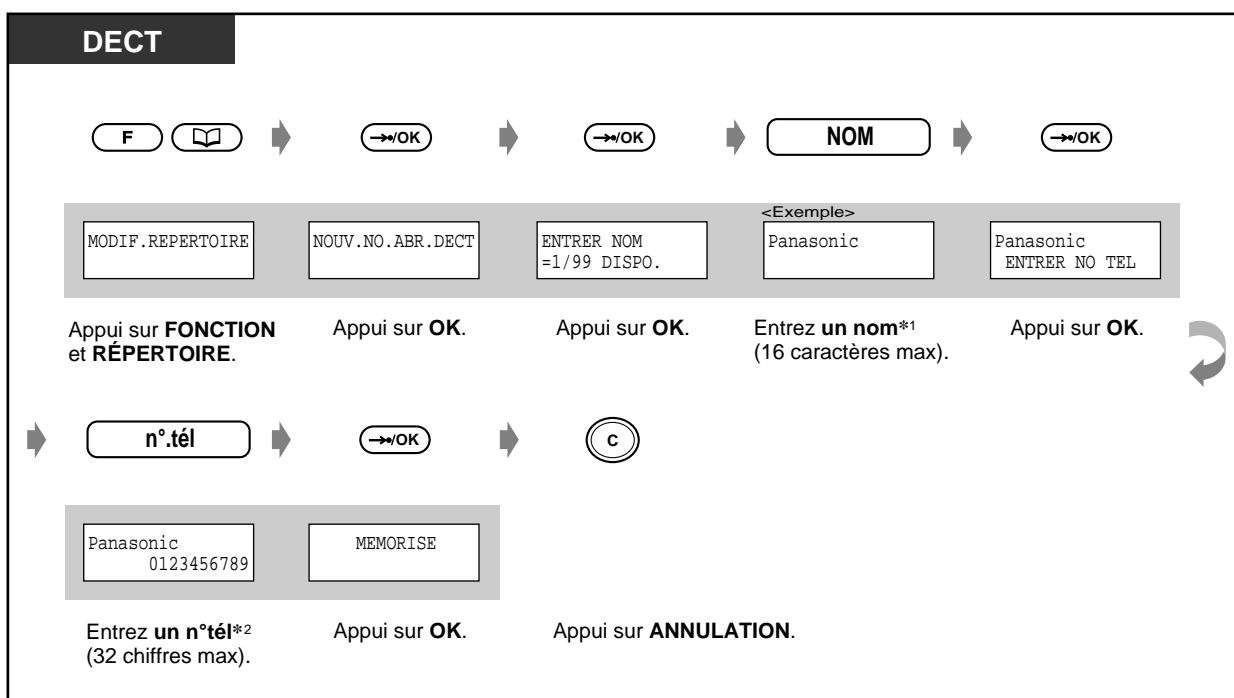 DECT
F
→•/OK
→•/OK
NOM
→•/OK
<Exemple>
MODIF.REPERTOIRE
NOUV.NO.ABR.DECT
ENTRER NOM
=1/99 DISPO.
Panasonic
Panasonic
ENTRER NO TEL
Appui sur FONCTION
et RÉPERTOIRE.
Appui sur OK.
Appui sur OK.
Entrez un nom*1
(16 caractères max).
Appui sur OK.
n°.tél
→•/OK
C
Panasonic
0123456789
MEMORISE
Entrez un n°tél*2
(32 chiffres max).
Appui sur OK.
Appui sur ANNULATION.